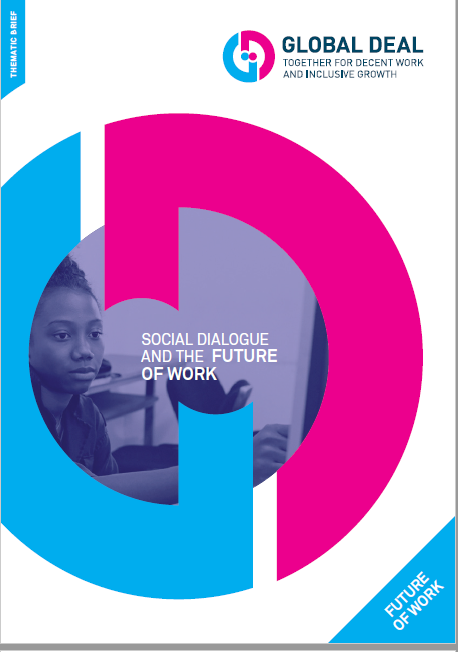 THEMATIC BRIEF
GLOBAL DEAL
TOGETHER FOR DECENT WORK
AND INCLUSIVE GROWTH
SOCIAL DIALOGUE
AND THE FUTURE
OF WORK
FUTURE
OF WORK